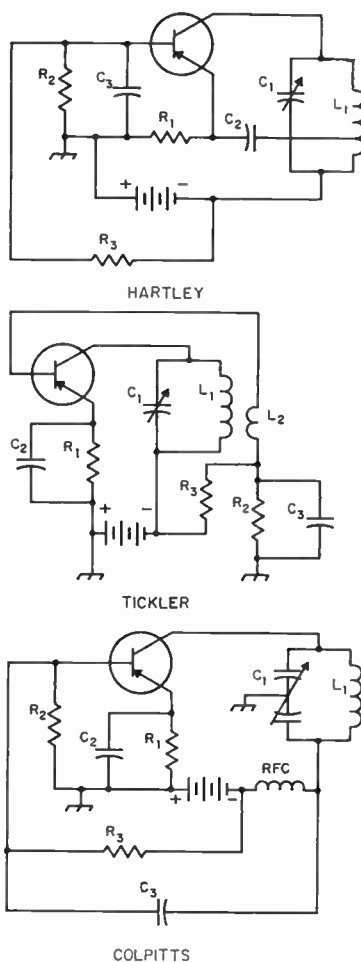 R2
C3
R1
C1
L1
C2
+ -
R3
HARTLEY
C1
L1
L2
C2
R1
R3
+ -
R2
C3
TICKLER
C1
L1
R2
C2
R1
RFC
+ -
R3
C3
COLPITTS